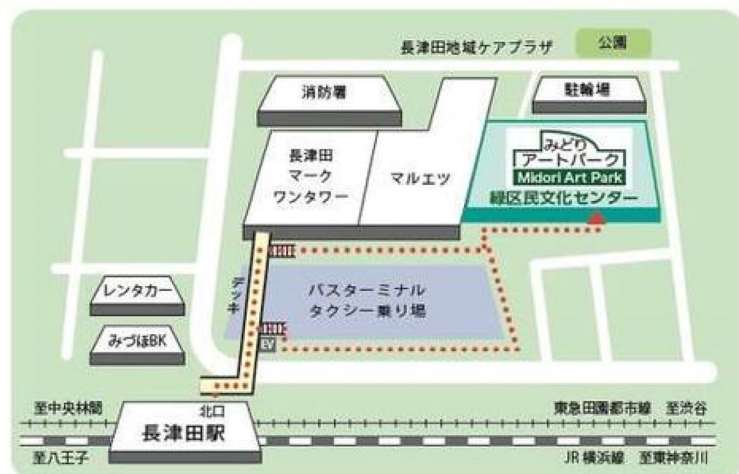 長津田地域ケアプラザ
公園
消防署
駐輪場
長津田
マーク
ワンタワー
マルエツ
みどり
アートパーク
Midori Art Park
緑区民文化センター
デッキ
レンタカー
バスターミナル
タクシー乗り場
みづほBK
EV
至中央林間
北口
東急田園都市線 至渋谷
長津田駅
至八王子
JR 横浜線 至東神奈川